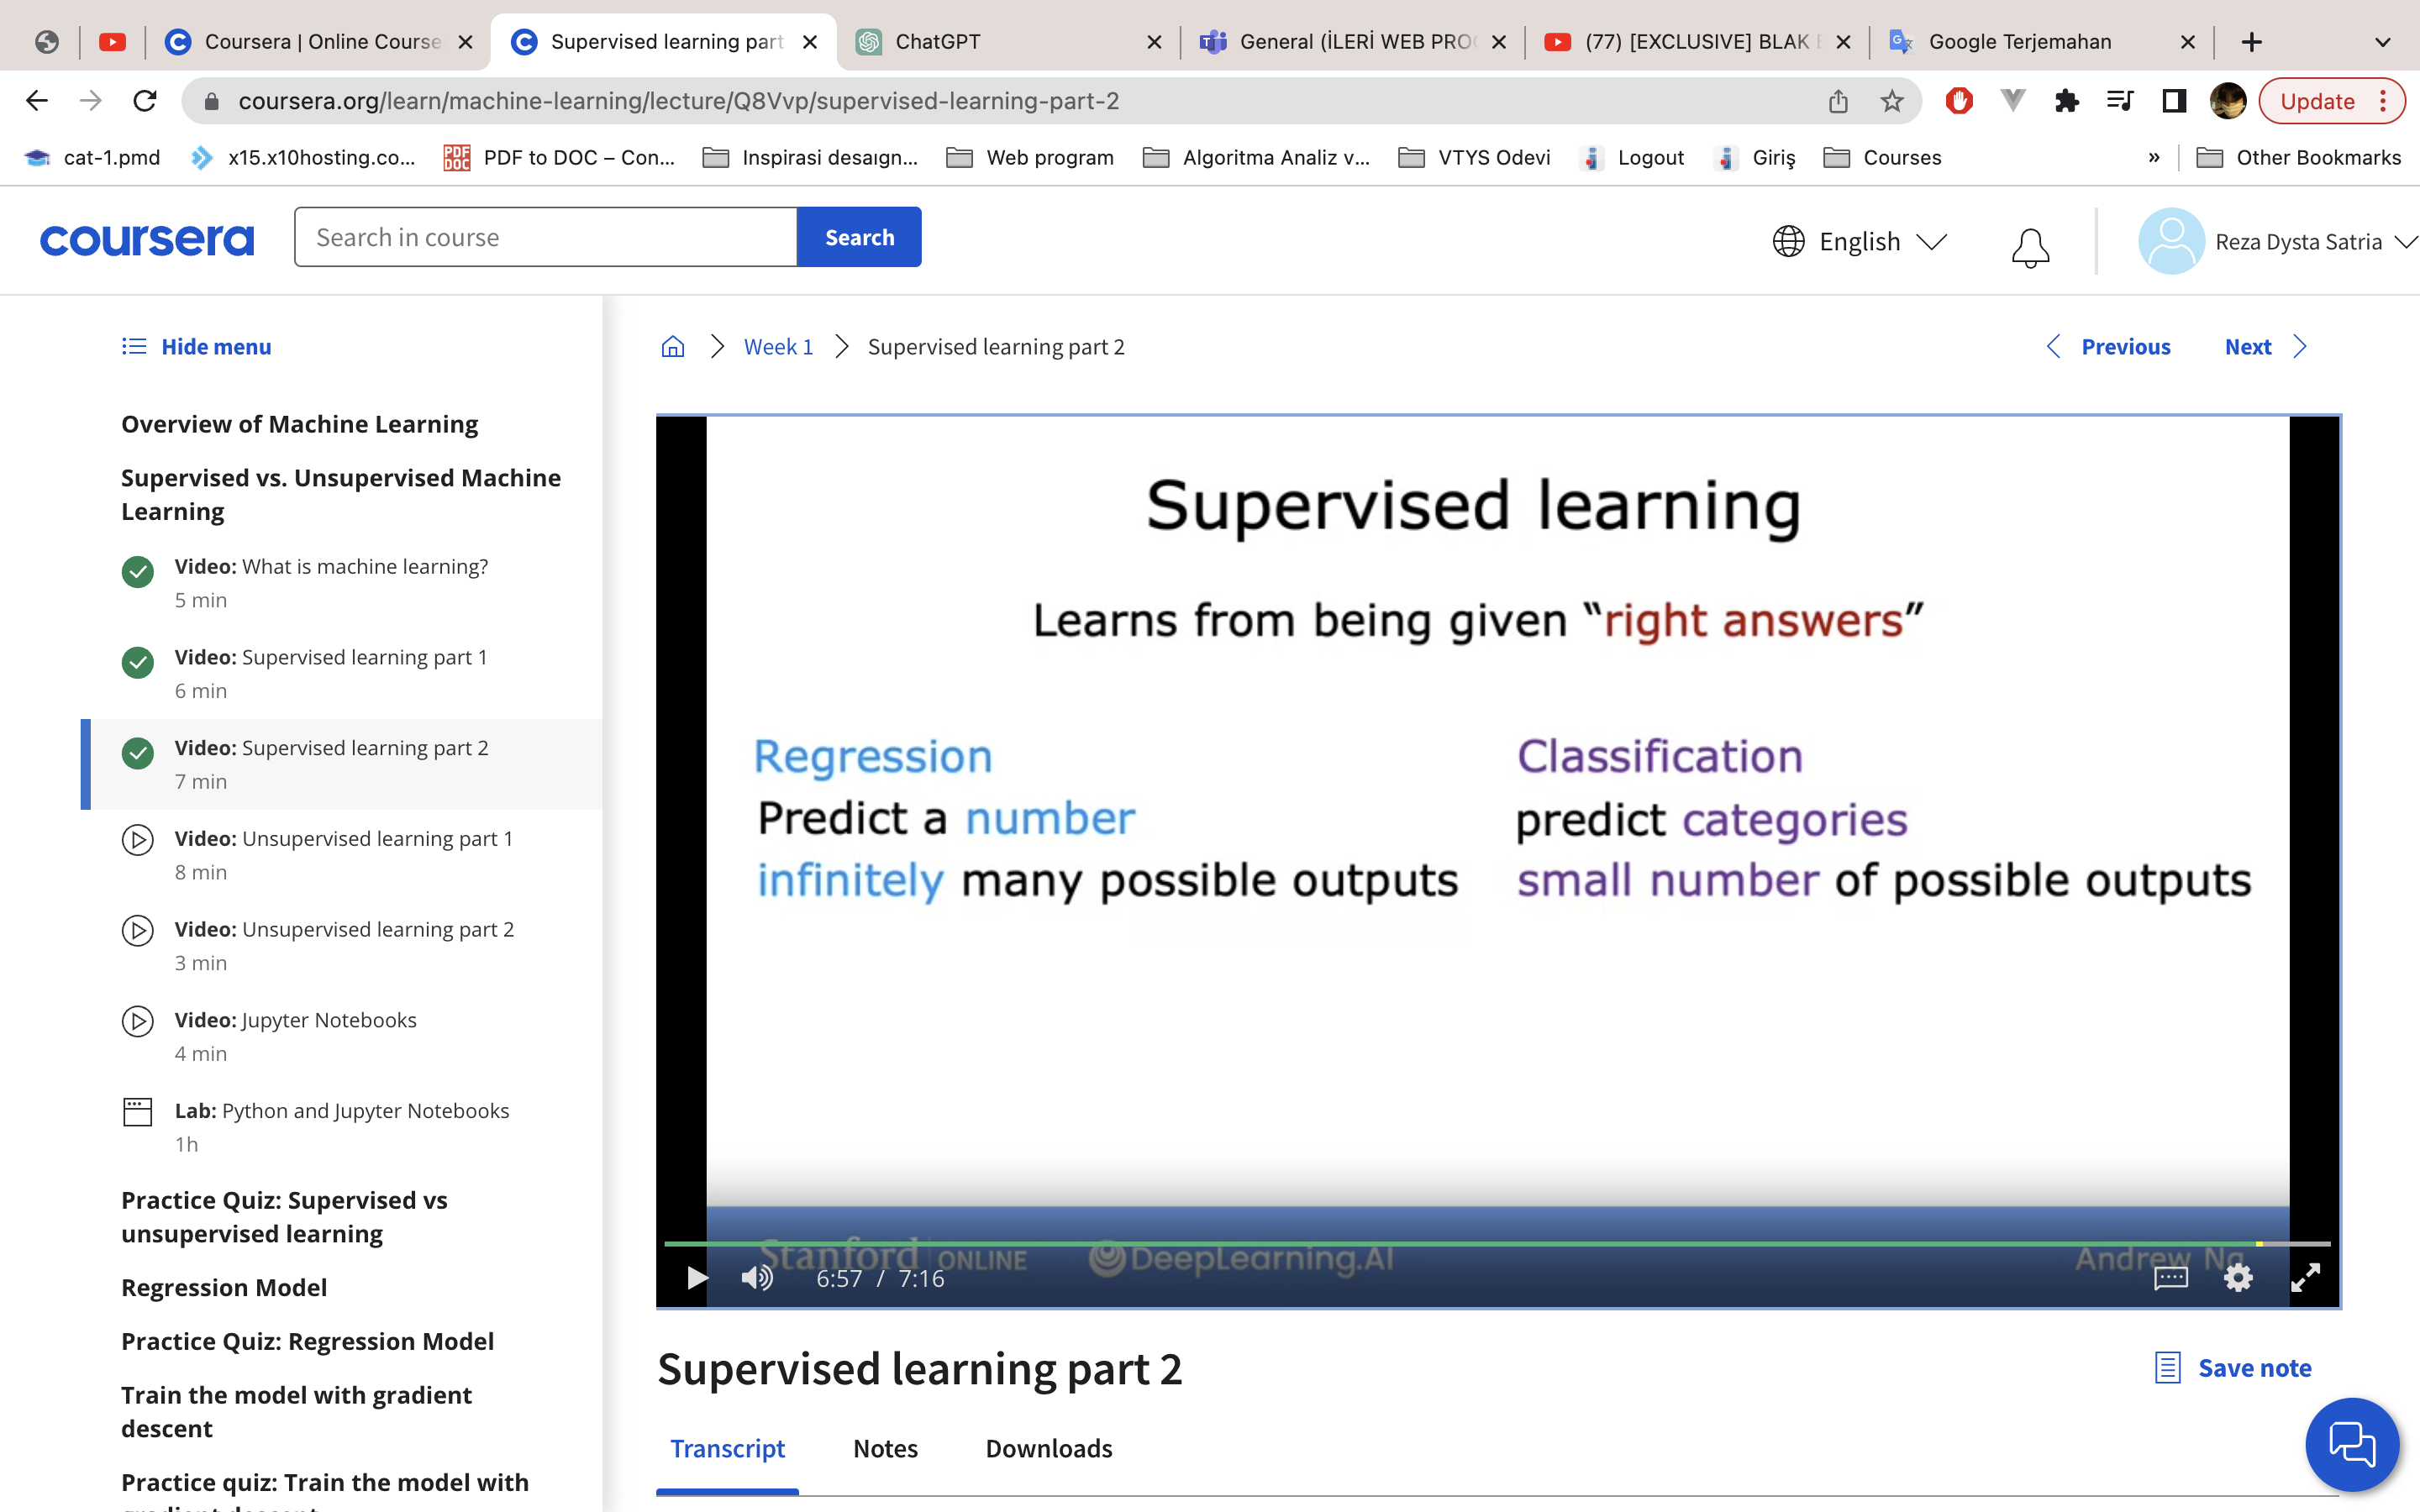 Coursera | Online Course
Supervised learning part
ChatGPT
General (İLERİ WEB PRO
(77) [EXCLUSIVE] BLAK
Google Terjemahan
coursera.org/learn/machine-learning/lecture/Q8Vvp/supervised-learning-part-2
Update
cat-1.pmd
x15.x10hosting.co...
PDF to DOC – Con...
Inspirasi desaıgn...
Web program
Algoritma Analiz v...
VTYS Odevi
Logout
Giriş
Courses
»
Other Bookmarks
coursera
Search in course
Search
English
Reza Dysta Satria
Hide menu
Overview of Machine Learning
Supervised vs. Unsupervised Machine
Learning
Video: What is machine learning?
5 min
Video: Supervised learning part 1
6 min
Video: Supervised learning part 2
7 min
Video: Unsupervised learning part 1
8 min
Video: Unsupervised learning part 2
3 min
Video: Jupyter Notebooks
4 min
Lab: Python and Jupyter Notebooks
1h
Practice Quiz: Supervised vs
unsupervised learning
Regression Model
Practice Quiz: Regression Model
Train the model with gradient
descent
Practice quiz: Train the model with
gradient descent
Week 1
Supervised learning part 2
Previous
Next
Supervised learning
Learns from being given “right answers”
Regression
Predict a number
infinitely many possible outputs
Classification
predict categories
small number of possible outputs
Stanford | ONLINE
DeepLearning.AI
Andrew Ng
6:57 / 7:16
Supervised learning part 2
Save note
Transcript
Notes
Downloads